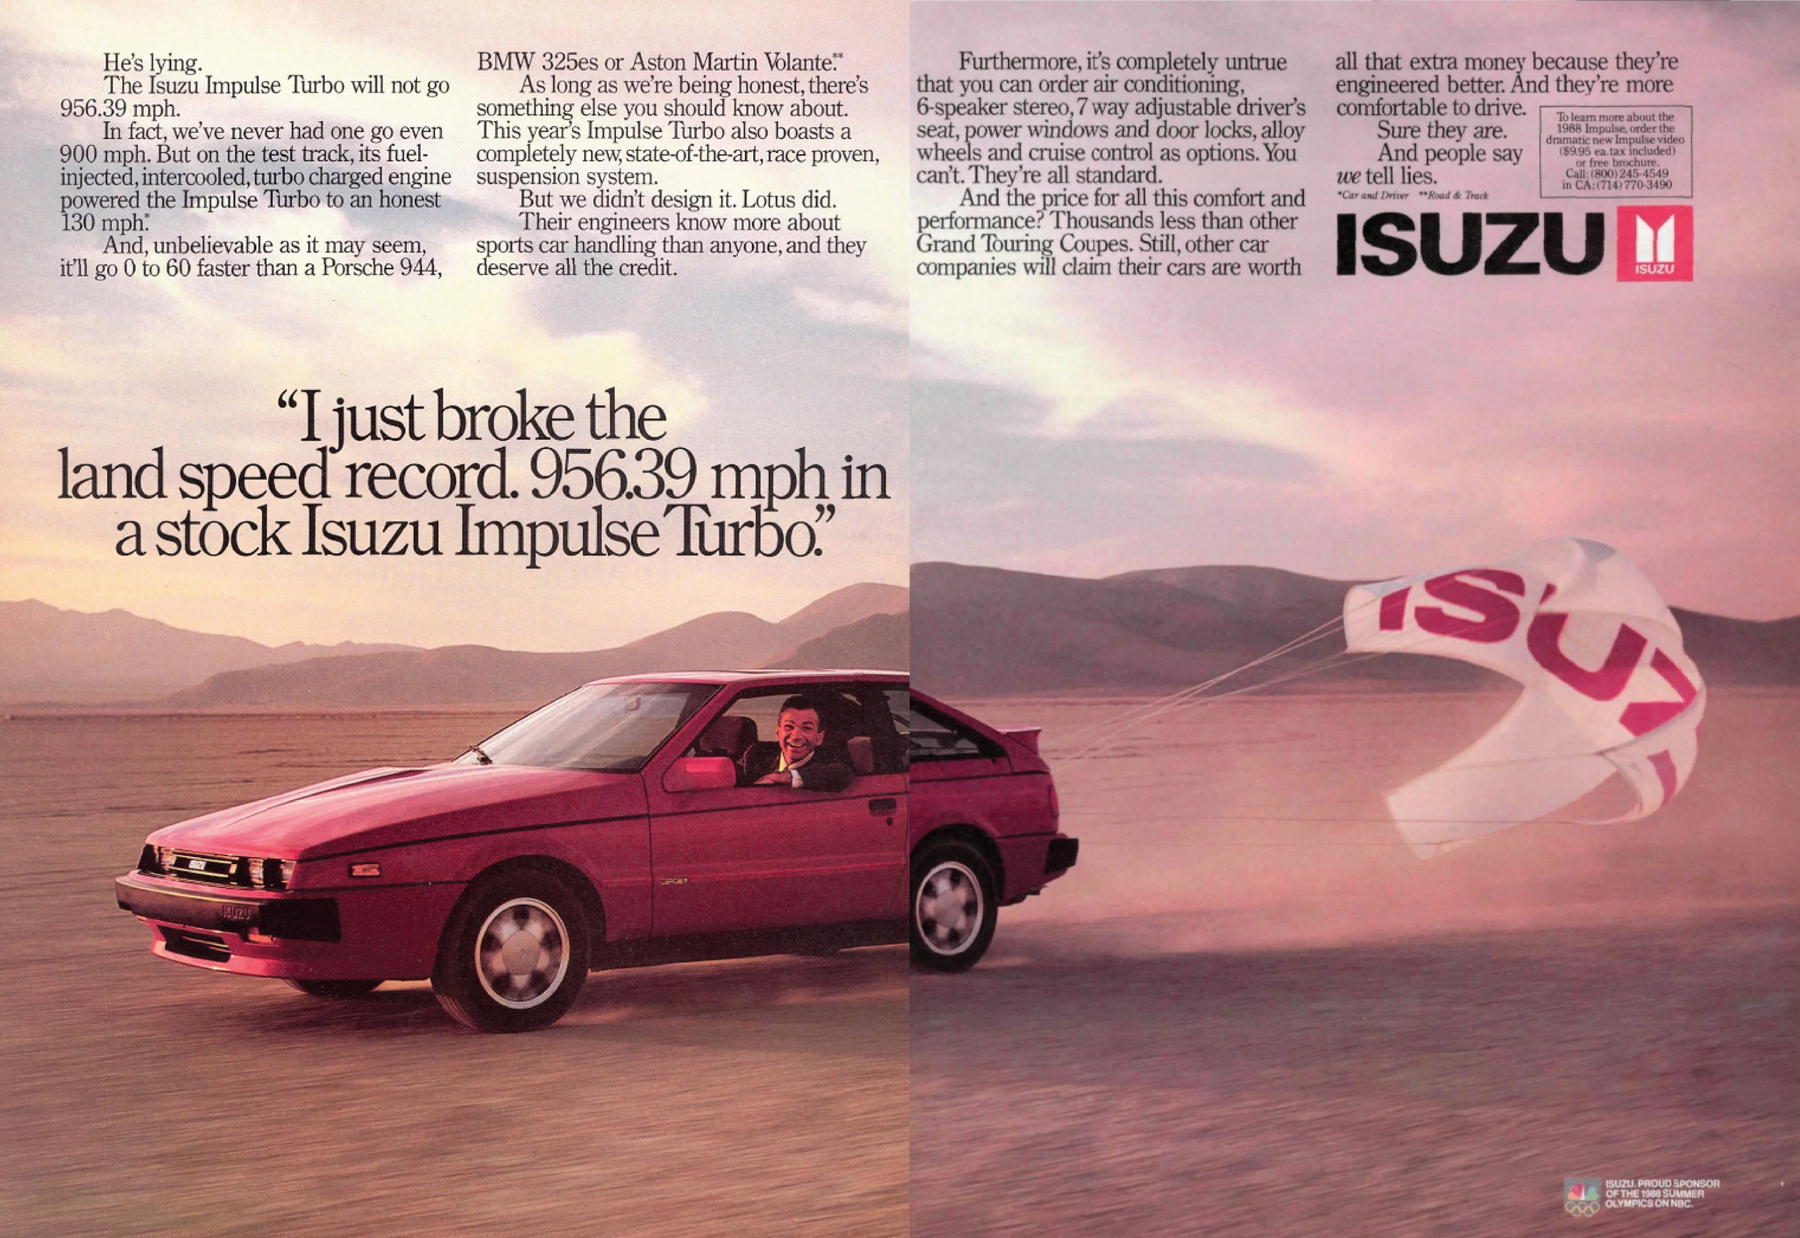 He's lying.
The Isuzu Impulse Turbo will not go
956.39 mph.
In fact, we've never had one go even
900 mph. But on the test track, its fuel-
injected, intercooled, turbo charged engine
powered the Impulse Turbo to an honest
130 mph.*
And, unbelievable as it may seem,
it'll go 0 to 60 faster than a Porsche 944,
BMW 325es or Aston Martin Volante.**
As long as we're being honest, there's
something else you should know about.
This year's Impulse Turbo also boasts a
completely new, state-of-the-art, race proven,
suspension system.
But we didn't design it. Lotus did.
Their engineers know more about
sports car handling than anyone, and they
deserve all the credit.
Furthermore, it's completely untrue
that you can order air conditioning,
6-speaker stereo, 7 way adjustable driver's
seat, power windows and door locks, alloy
wheels and cruise control as options. You
can't. They're all standard.
And the price for all this comfort and
performance? Thousands less than other
Grand Touring Coupes. Still, other car
companies will claim their cars are worth
all that extra money because they're
engineered better. And they're more
comfortable to drive.
Sure they are.
And people say
we tell lies.
*Car and Driver **Road & Track
To learn more about the
1988 Impulse, order the
dramatic new Impulse video
($9.95 ea. tax included)
or free brochure.
Call: (800) 245-4549
in CA: (714) 770-3490
ISUZU
ISUZU
"I just broke the
land speed record. 956.39 mph in
a stock Isuzu Impulse Turbo."
ISUZ
ISUZU
ISUZU
ISUZU. PROUD SPONSOR
OF THE 1988 SUMMER
OLYMPICS ON NBC.